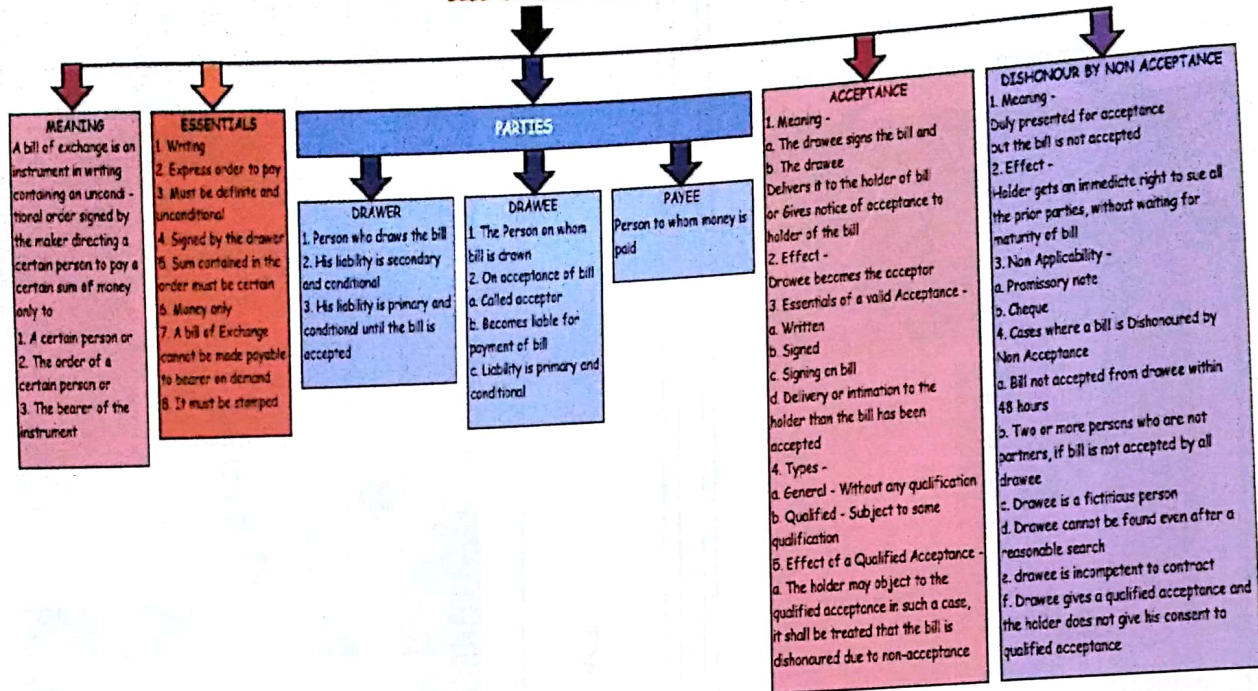 MEANING
A bill of exchange is an
instrument in writing
containing an uncondi -
tional order signed by
the maker directing a
certain person to pay a
certain sum of money
only to
1. A certain person or
2. The order of a
certain person or
3. The bearer of the
instrument
ESSENTIALS
1. Writing
2. Express order to pay
3. Must be definite and
unconditional
4. Signed by the drawer
5. Sum contained in the
order must be certain
6. Money only
7. A bill of Exchange
cannot be made payable
to bearer on demand
8. It must be stamped
PARTIES
DRAWER
1. Person who draws the bill
2. His liability is secondary
and conditional
3. His liability is primary and
conditional until the bill is
accepted
DRAWEE
1 The Person on whom
bill is drawn
2. On acceptance of bill
a. Called acceptor
b. Becomes liable for
payment of bill
c. Liability is primary and
conditional
PAYEE
Person to whom money is
paid
ACCEPTANCE
1. Meaning -
a. The drawee signs the bill and
b The drawee
Delivers it to the holder of bill
or Gives notice of acceptance to
holder of the bill
2. Effect -
Drawee becomes the acceptor
3. Essentials of a valid Acceptance -
a. Written
b. Signed
c. Signing on bill
d. Delivery or intimation to the
holder than the bill has been
accepted
4. Types -
a. General - Without any qualification
b. Qualified - Subject to some
qualification
5. Effect of a Qualified Acceptance -
a. The holder may object to the
qualified acceptance in such a case,
it shall be treated that the bill is
dishonoured due to non-acceptance
DISHONOUR BY NON ACCEPTANCE
1. Meaning -
Duly presented for acceptance
but the bill is not accepted
2. Effect -
Holder gets an immediate right to sue all
the prior parties, without waiting for
maturity of bill
3. Non Applicability -
a. Promissory note
b. Cheque
4. Cases where a bill is Dishonoured by
Non Acceptance
a. Bill not accepted from drawee within
48 hours
b. Two or more persons who are not
partners, if bill is not accepted by all
drawee
c. Drawee is a fictitious person
d. Drawee cannot be found even after a
reasonable search
e. drawee is incompetent to contract
f. Drawee gives a qualified acceptance and
the holder does not give his consent to
qualified acceptance